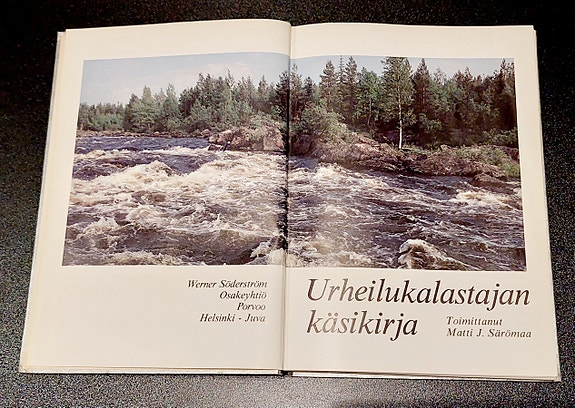 Werner Söderström
Osakeyhtiö
Porvoo
Helsinki - Juva
Urheilukalastajan
käsikirja
Toimittanut
Matti J. Särömaa